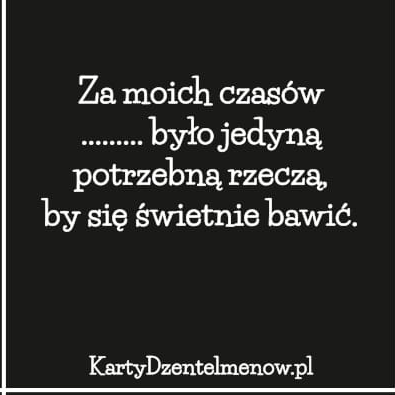 Za moich czasów
......... było jedyną
potrzebną rzeczą,
by się świetnie bawić.
KartyDzentelmenow.pl